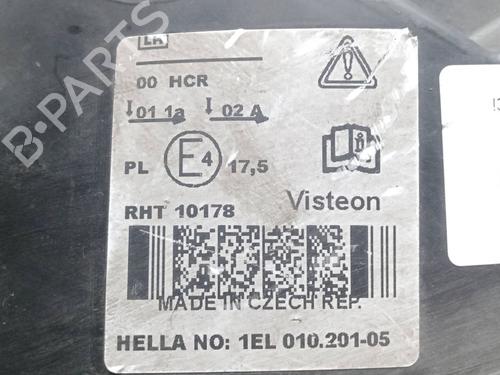 LA
00 HCR
01 1a 02 A
PL E4 17,5
RHT 10178
Visteon
MADE IN CZECH REP.
HELLA NO: 1EL 010.201-05
B-PARTS